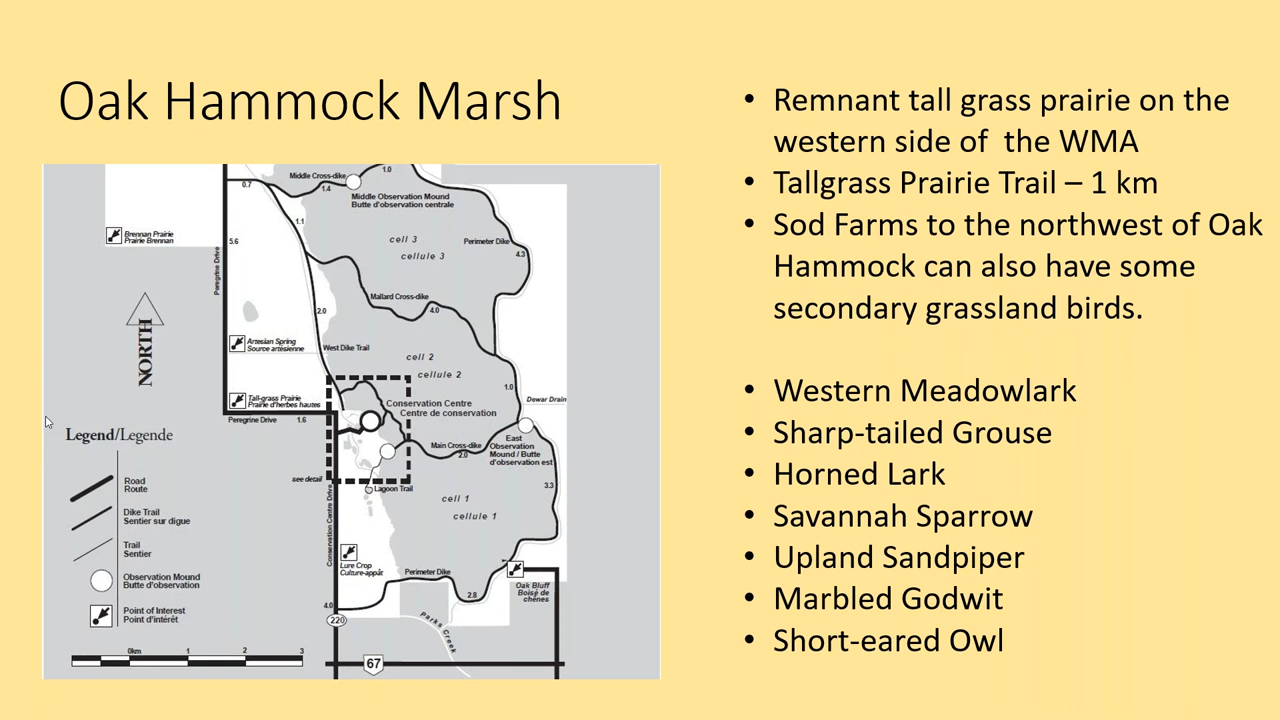 Oak Hammock Marsh
Middle Cross-dike
1.0
0.7
1.4
Middle Observation Mound
Butte d'observation centrale
1.1
Brennan Prairie
Prairie Brennan
5.6
cell 3
cellule 3
Perimeter Dike
4.3
Peregrine Drive
Mallard Cross-dike
4.0
2.0
NORTH
Artesian Spring
Source artésienne
West Dike Trail
cell 2
cellule 2
1.0
Tall-grass Prairie
Prairie d'herbes hautes
Conservation Centre
Centre de conservation
Dewar Drain
Peregrine Drive
1.6
Main Cross-dike
2.0
East
Observation
Mound / Butte
d'observation est
see detail
Lagoon Trail
3.3
cell 1
cellule 1
Conservation Centre Drive
Lure Crop
Culture-appât
Perimeter Dike
2.8
Oak Bluff
Boisé de
chênes
4.0
220
Parks Creek
67
Legend/Legende
Road
Route
Dike Trail
Sentier sur digue
Trail
Sentier
Observation Mound
Butte d'observation
Point of Interest
Point d'intérêt
0km
1
2
3
• Remnant tall grass prairie on the
western side of the WMA
• Tallgrass Prairie Trail – 1 km
• Sod Farms to the northwest of Oak
Hammock can also have some
secondary grassland birds.
• Western Meadowlark
• Sharp-tailed Grouse
• Horned Lark
• Savannah Sparrow
• Upland Sandpiper
• Marbled Godwit
• Short-eared Owl